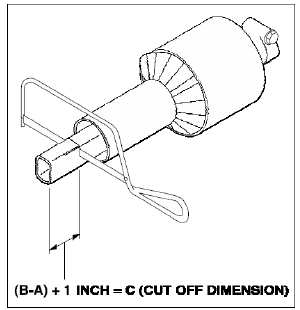 (B-A) + 1 INCH = C (CUT OFF DIMENSION)